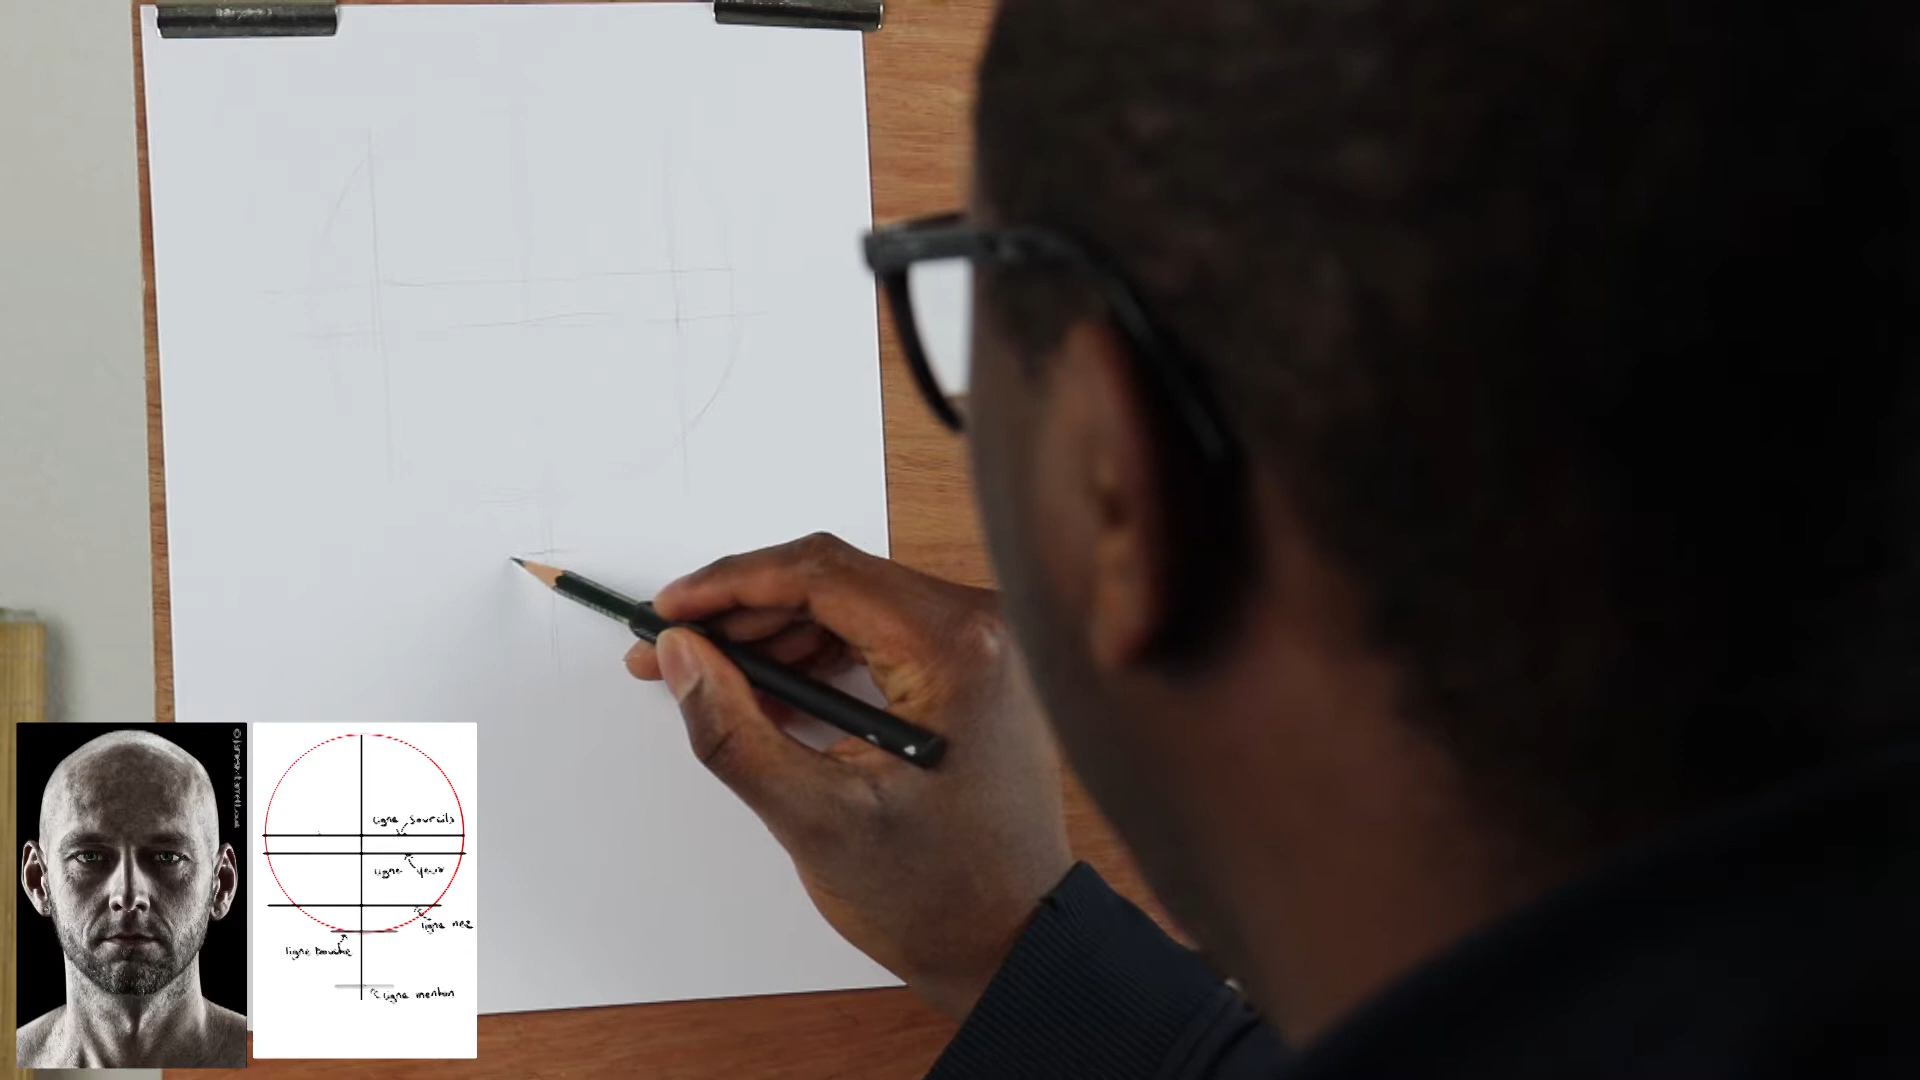 ligne sourcils
ligne yeux
ligne nez
ligne bouche
ligne menton